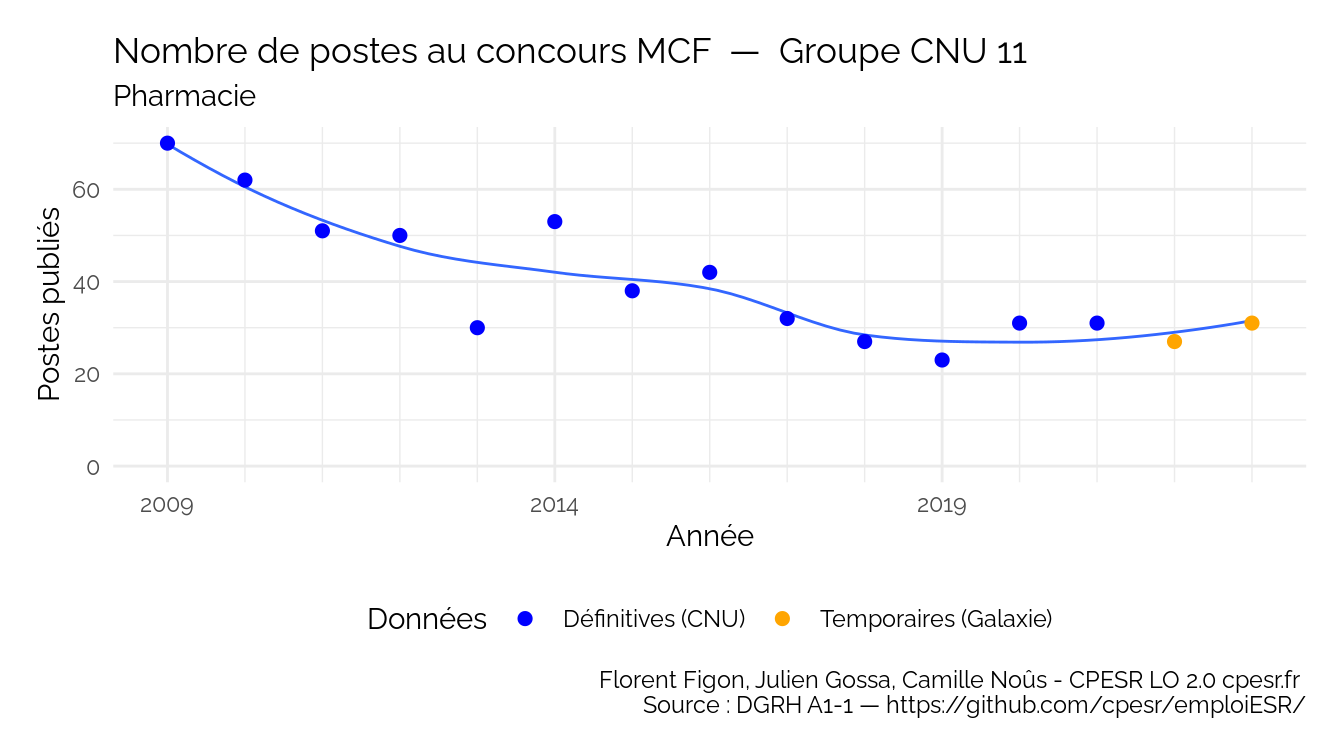 Nombre de postes au concours MCF — Groupe CNU 11
Pharmacie
Postes publiés
60
40
20
0
2009 2014 2019
Année
Données Définitives (CNU) Temporaires (Galaxie)
Florent Figon, Julien Gossa, Camille Noûs - CPESR LO 2.0 cpesr.fr
Source : DGRH A1-1 — https://github.com/cpesr/emploiESR/